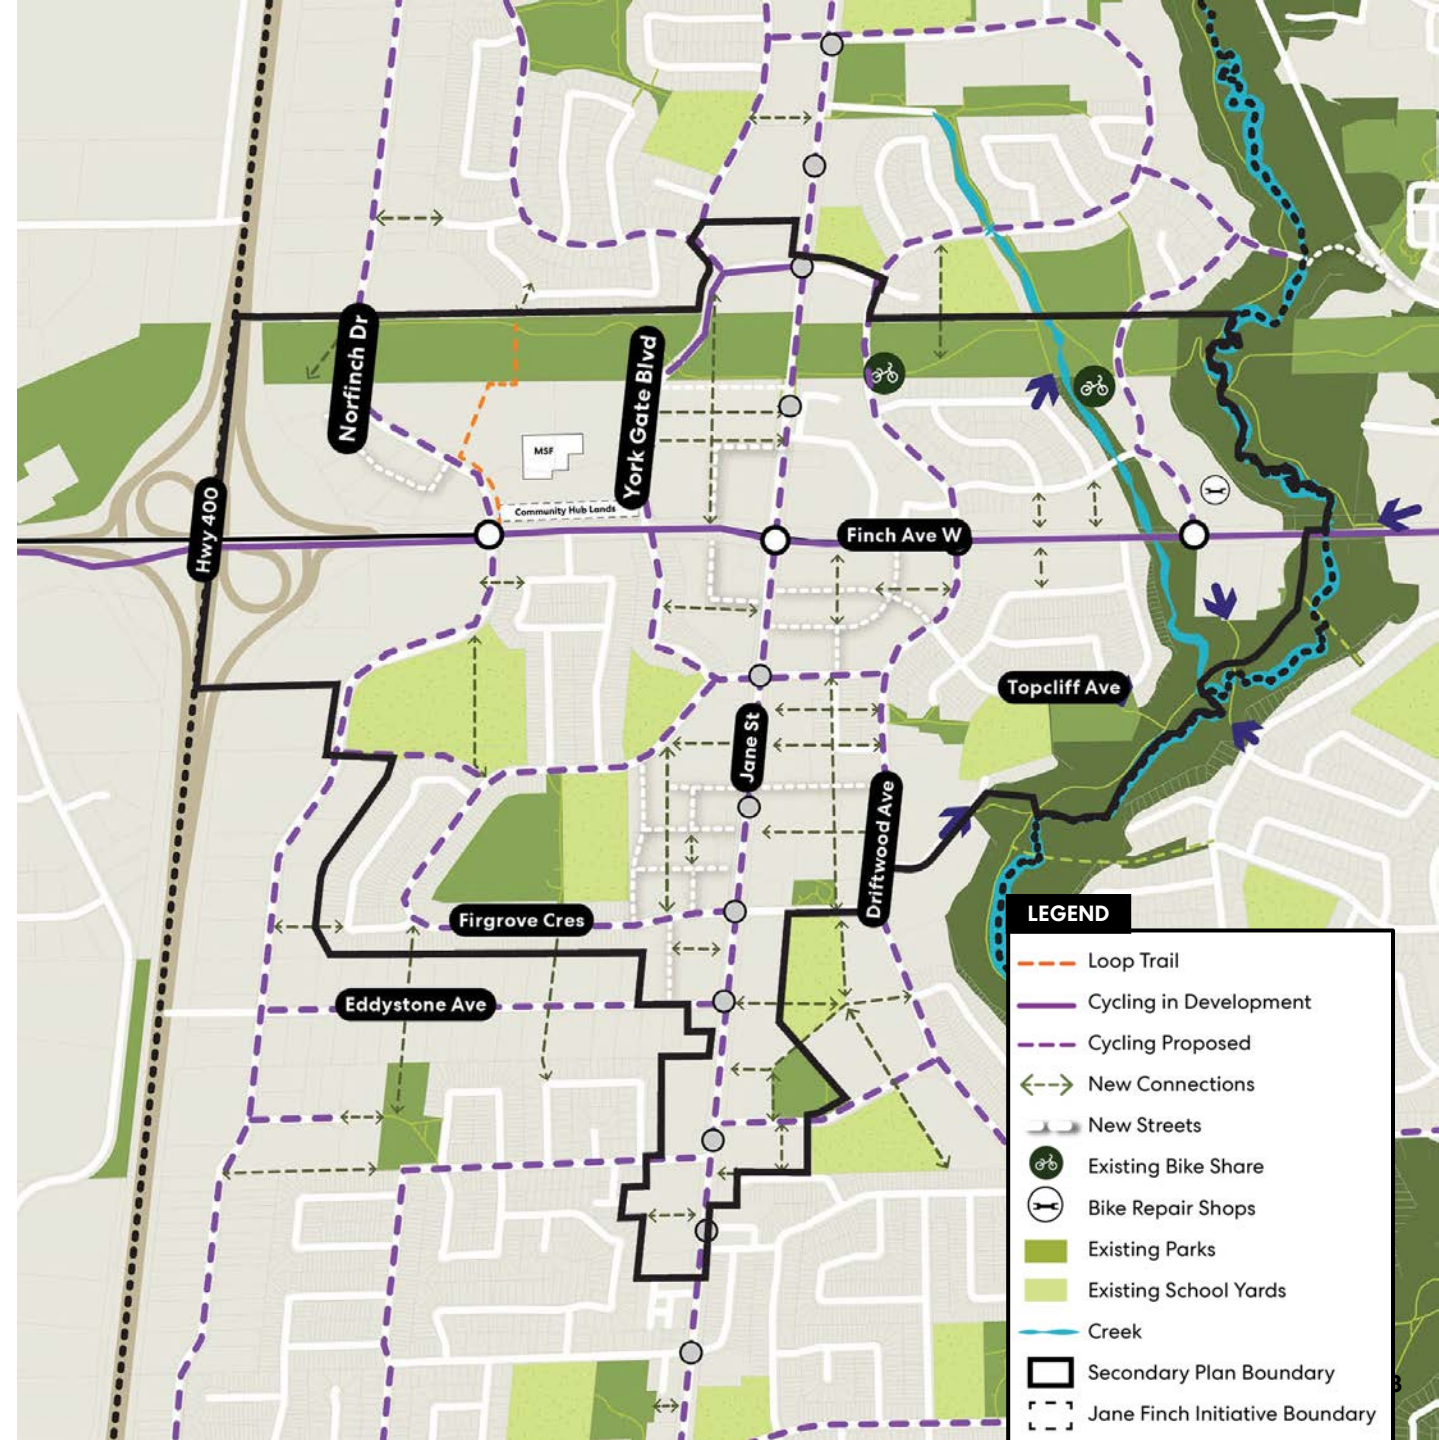 Norfinch Dr
York Gate Blvd
MSF
Community Hub Lands
Hwy 400
Finch Ave W
Topcliff Ave
Jane St
Driftwood Ave
Firgrove Cres
Eddystone Ave
LEGEND
Loop Trail
Cycling in Development
Cycling Proposed
New Connections
New Streets
Existing Bike Share
Bike Repair Shops
Existing Parks
Existing School Yards
Creek
Secondary Plan Boundary
Jane Finch Initiative Boundary